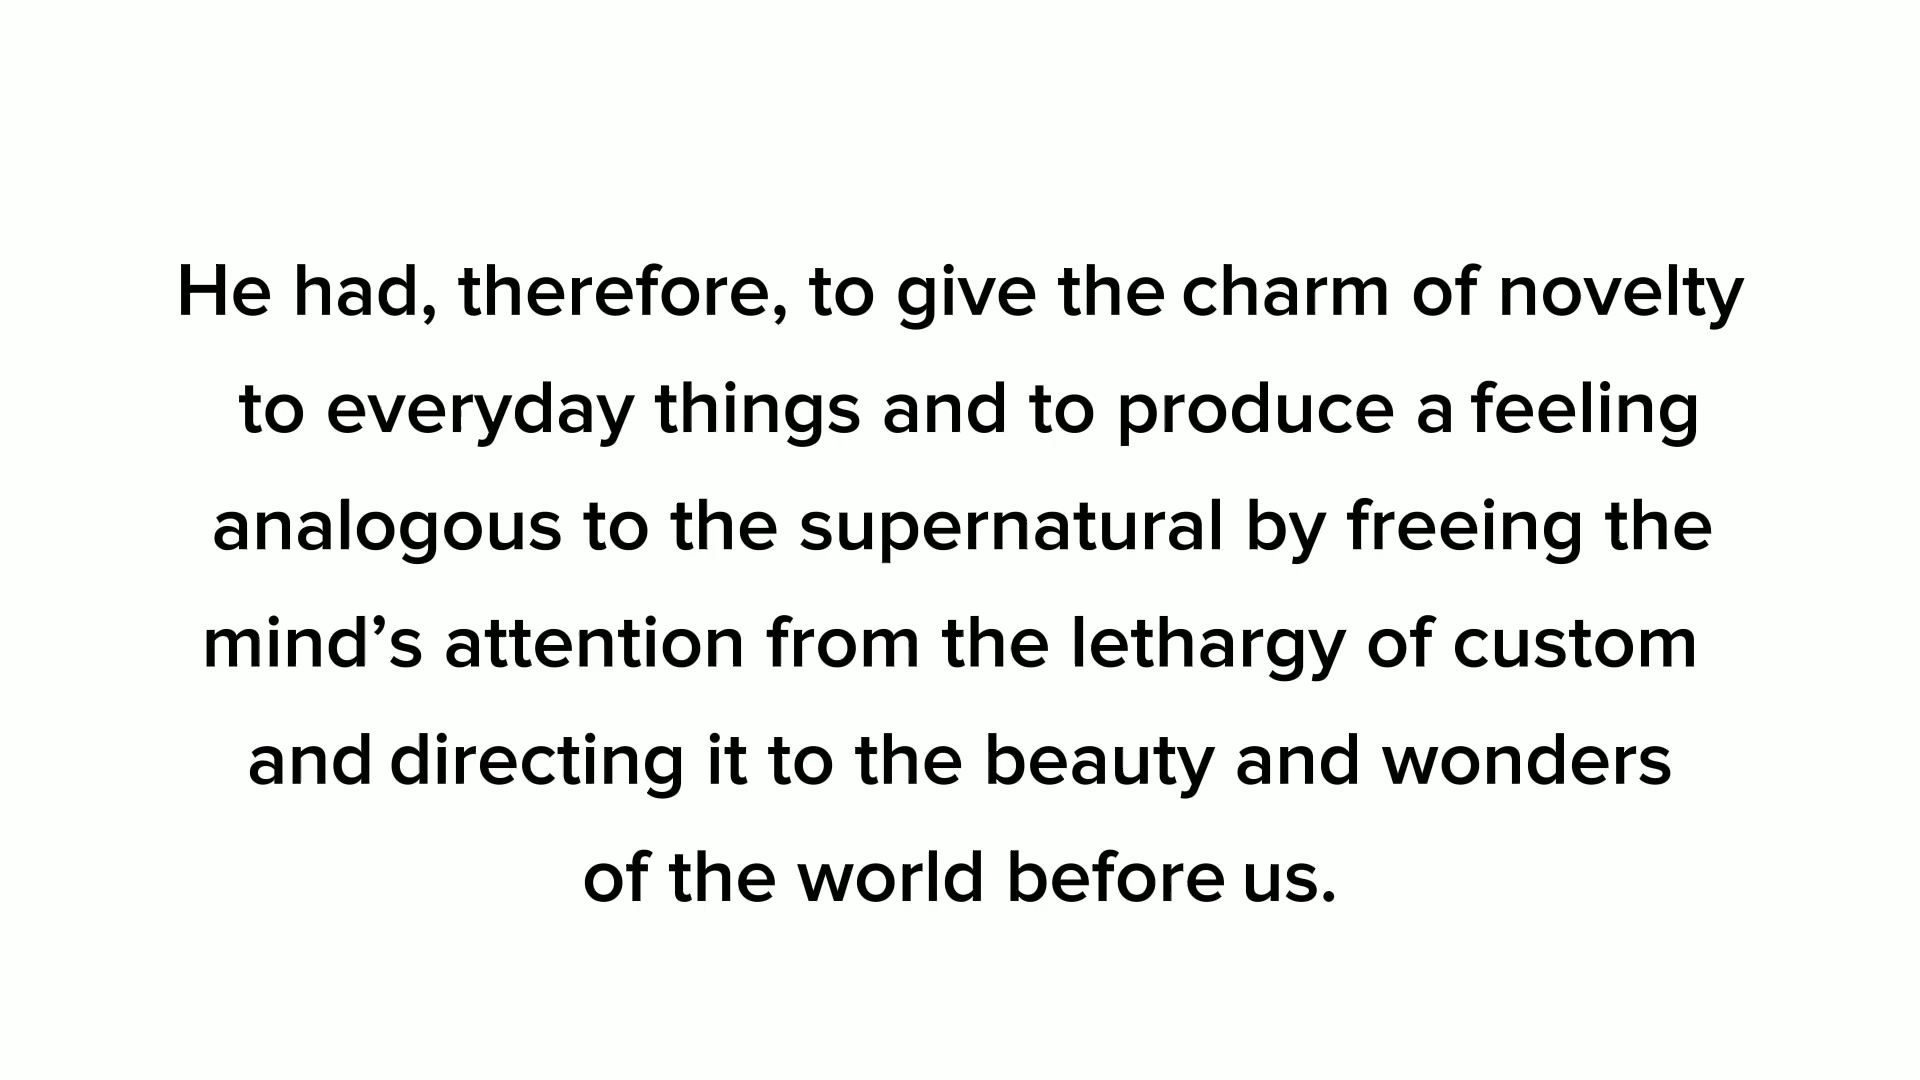 He had, therefore, to give the charm of novelty
to everyday things and to produce a feeling
analogous to the supernatural by freeing the
mind’s attention from the lethargy of custom
and directing it to the beauty and wonders
of the world before us.